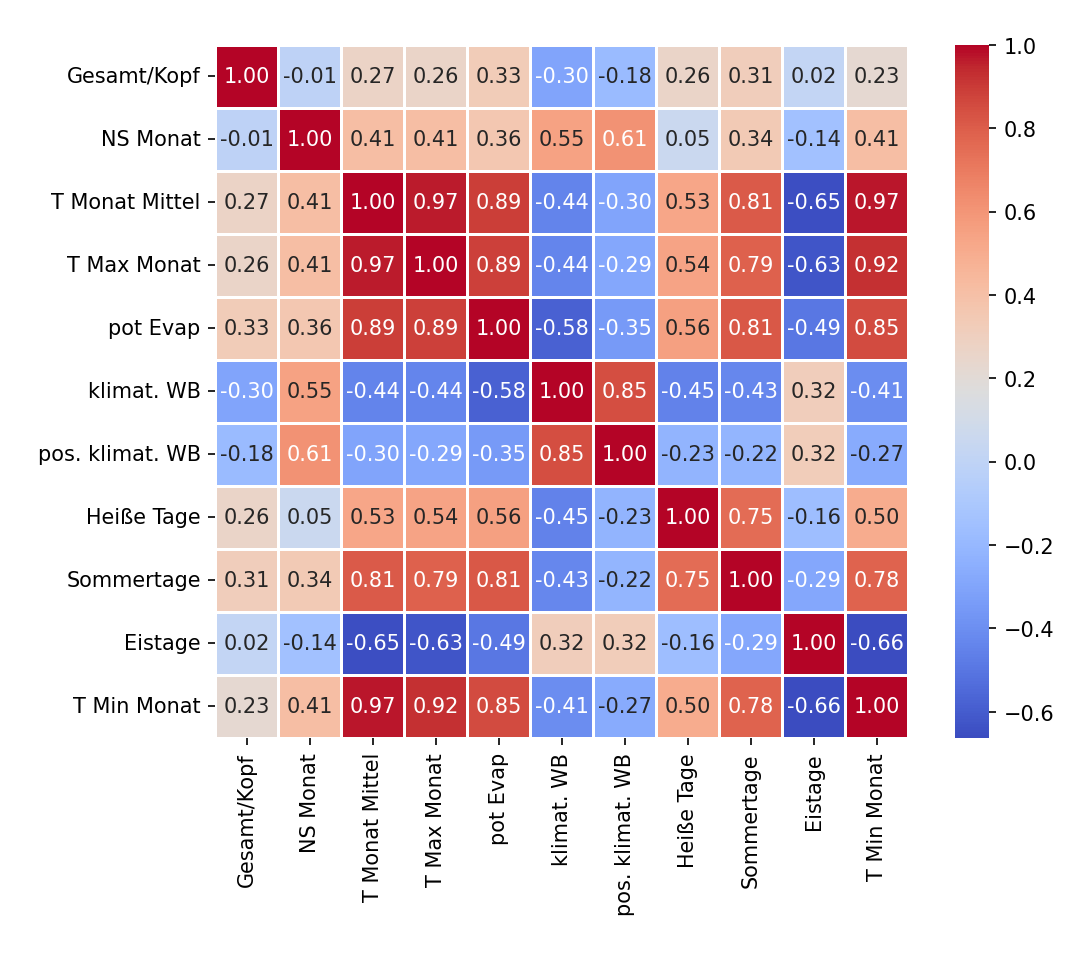 Gesamt/Kopf 1.00 -0.01 0.27 0.26 0.33 -0.30 -0.18 0.26 0.31 0.02 0.23
NS Monat -0.01 1.00 0.41 0.41 0.36 0.55 0.61 0.05 0.34 -0.14 0.41
T Monat Mittel 0.27 0.41 1.00 0.97 0.89 -0.44 -0.30 0.53 0.81 -0.65 0.97
T Max Monat 0.26 0.41 0.97 1.00 0.89 -0.44 -0.29 0.54 0.79 -0.63 0.92
pot Evap 0.33 0.36 0.89 0.89 1.00 -0.58 -0.35 0.56 0.81 -0.49 0.85
klimat. WB -0.30 0.55 -0.44 -0.44 -0.58 1.00 0.85 -0.45 -0.43 0.32 -0.41
pos. klimat. WB -0.18 0.61 -0.30 -0.29 -0.35 0.85 1.00 -0.23 -0.22 0.32 -0.27
Heiße Tage 0.26 0.05 0.53 0.54 0.56 -0.45 -0.23 1.00 0.75 -0.16 0.50
Sommertage 0.31 0.34 0.81 0.79 0.81 -0.43 -0.22 0.75 1.00 -0.29 0.78
Eistage 0.02 -0.14 -0.65 -0.63 -0.49 0.32 0.32 -0.16 -0.29 1.00 -0.66
T Min Monat 0.23 0.41 0.97 0.92 0.85 -0.41 -0.27 0.50 0.78 -0.66 1.00
Gesamt/Kopf
NS Monat
T Monat Mittel
T Max Monat
pot Evap
klimat. WB
pos. klimat. WB
Heiße Tage
Sommertage
Eistage
T Min Monat
1.0
0.8
0.6
0.4
0.2
0.0
−0.2
−0.4
−0.6